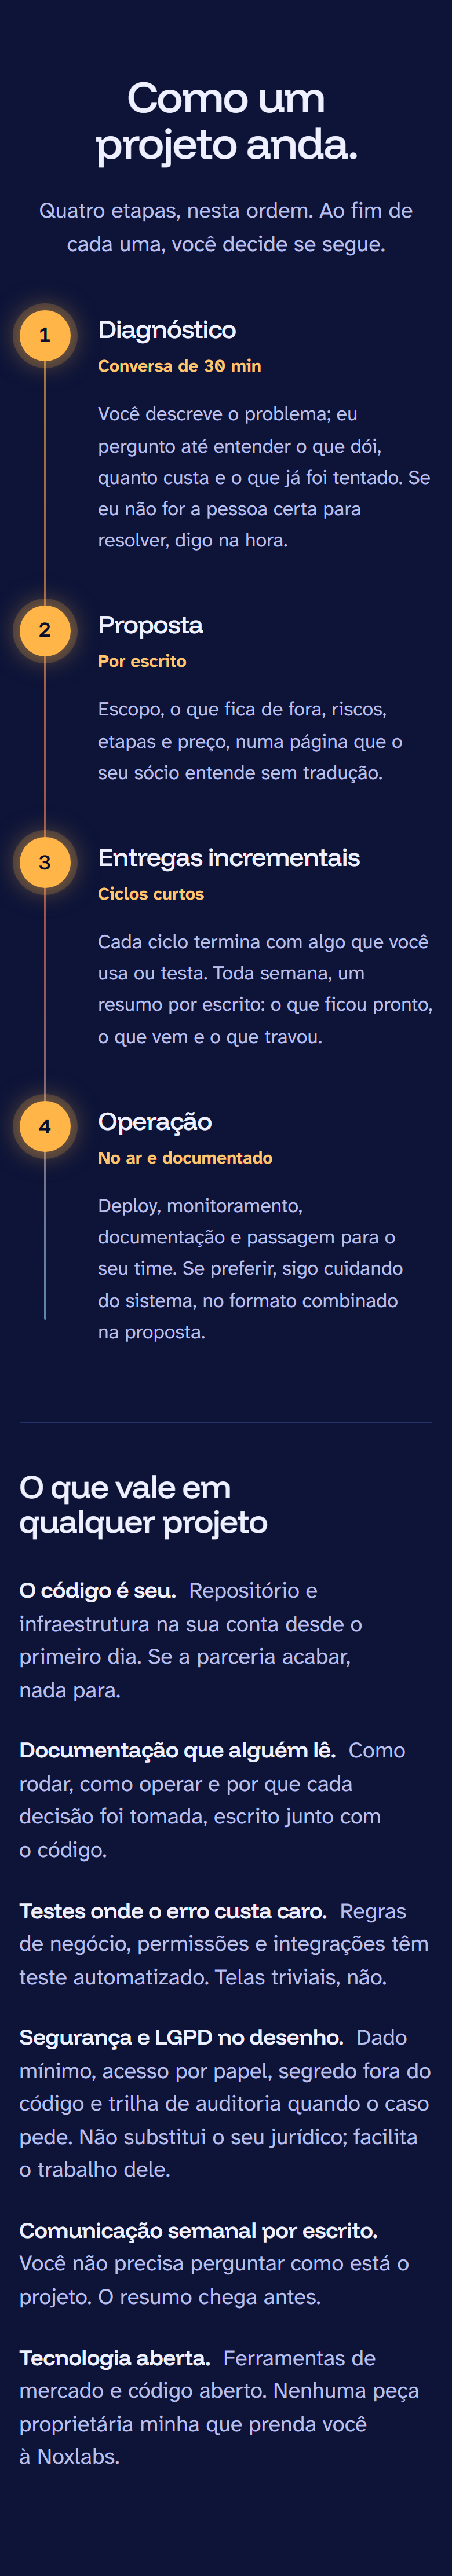 Como um
projeto anda.
Quatro etapas, nesta ordem. Ao fim de
cada uma, você decide se segue.
1
Diagnóstico
Conversa de 30 min
Você descreve o problema; eu
pergunto até entender o que dói,
quanto custa e o que já foi tentado. Se
eu não for a pessoa certa para
resolver, digo na hora.
2
Proposta
Por escrito
Escopo, o que fica de fora, riscos,
etapas e preço, numa página que o
seu sócio entende sem tradução.
3
Entregas incrementais
Ciclos curtos
Cada ciclo termina com algo que você
usa ou testa. Toda semana, um
resumo por escrito: o que ficou pronto,
o que vem e o que travou.
4
Operação
No ar e documentado
Deploy, monitoramento,
documentação e passagem para o
seu time. Se preferir, sigo cuidando
do sistema, no formato combinado
na proposta.
O que vale em
qualquer projeto
O código é seu. Repositório e
infraestrutura na sua conta desde o
primeiro dia. Se a parceria acabar,
nada para.
Documentação que alguém lê. Como
rodar, como operar e por que cada
decisão foi tomada, escrito junto com
o código.
Testes onde o erro custa caro. Regras
de negócio, permissões e integrações têm
teste automatizado. Telas triviais, não.
Segurança e LGPD no desenho. Dado
mínimo, acesso por papel, segredo fora do
código e trilha de auditoria quando o caso
pede. Não substitui o seu jurídico; facilita
o trabalho dele.
Comunicação semanal por escrito.
Você não precisa perguntar como está o
projeto. O resumo chega antes.
Tecnologia aberta. Ferramentas de
mercado e código aberto. Nenhuma peça
proprietária minha que prenda você
à Noxlabs.